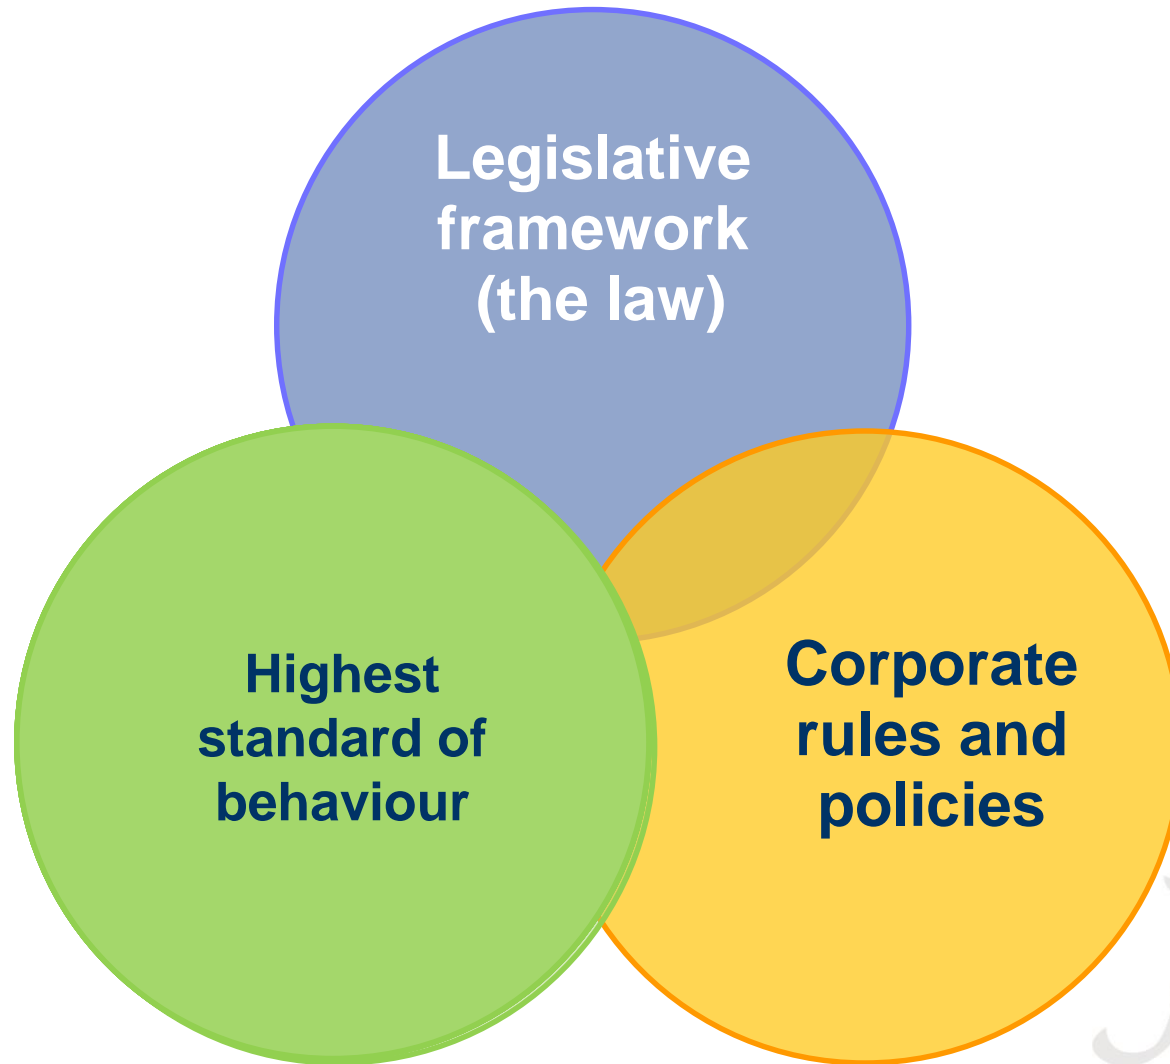 Legislative
framework
(the law)
Highest
standard of
behaviour
Corporate
rules and
policies